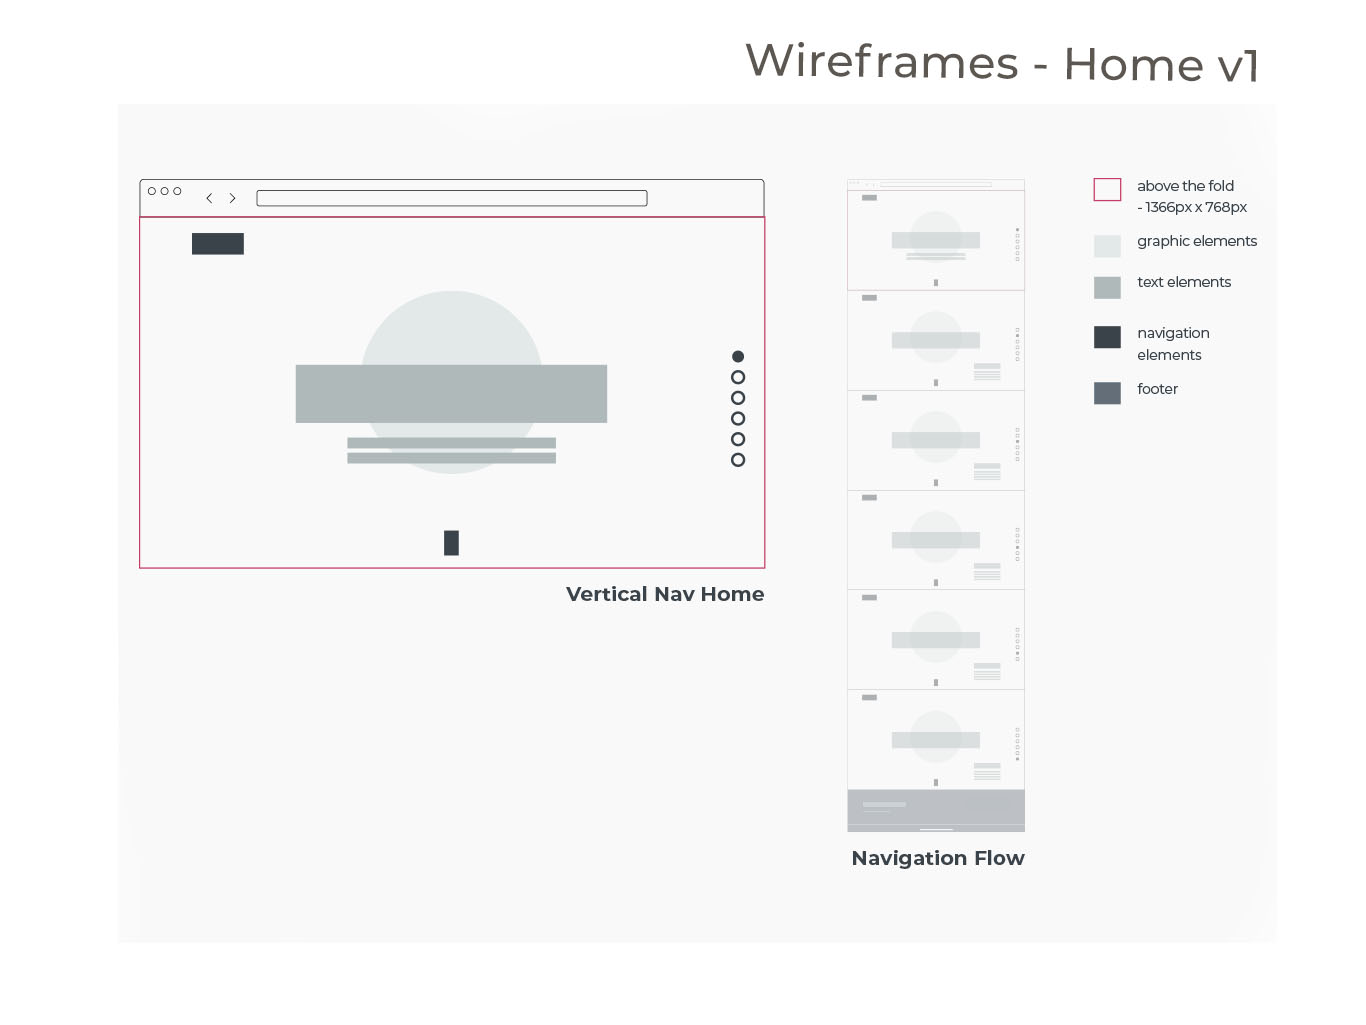 Wireframes - Home v1
above the fold
- 1366px x 768px
graphic elements
text elements
navigation
elements
footer
Vertical Nav Home
Navigation Flow